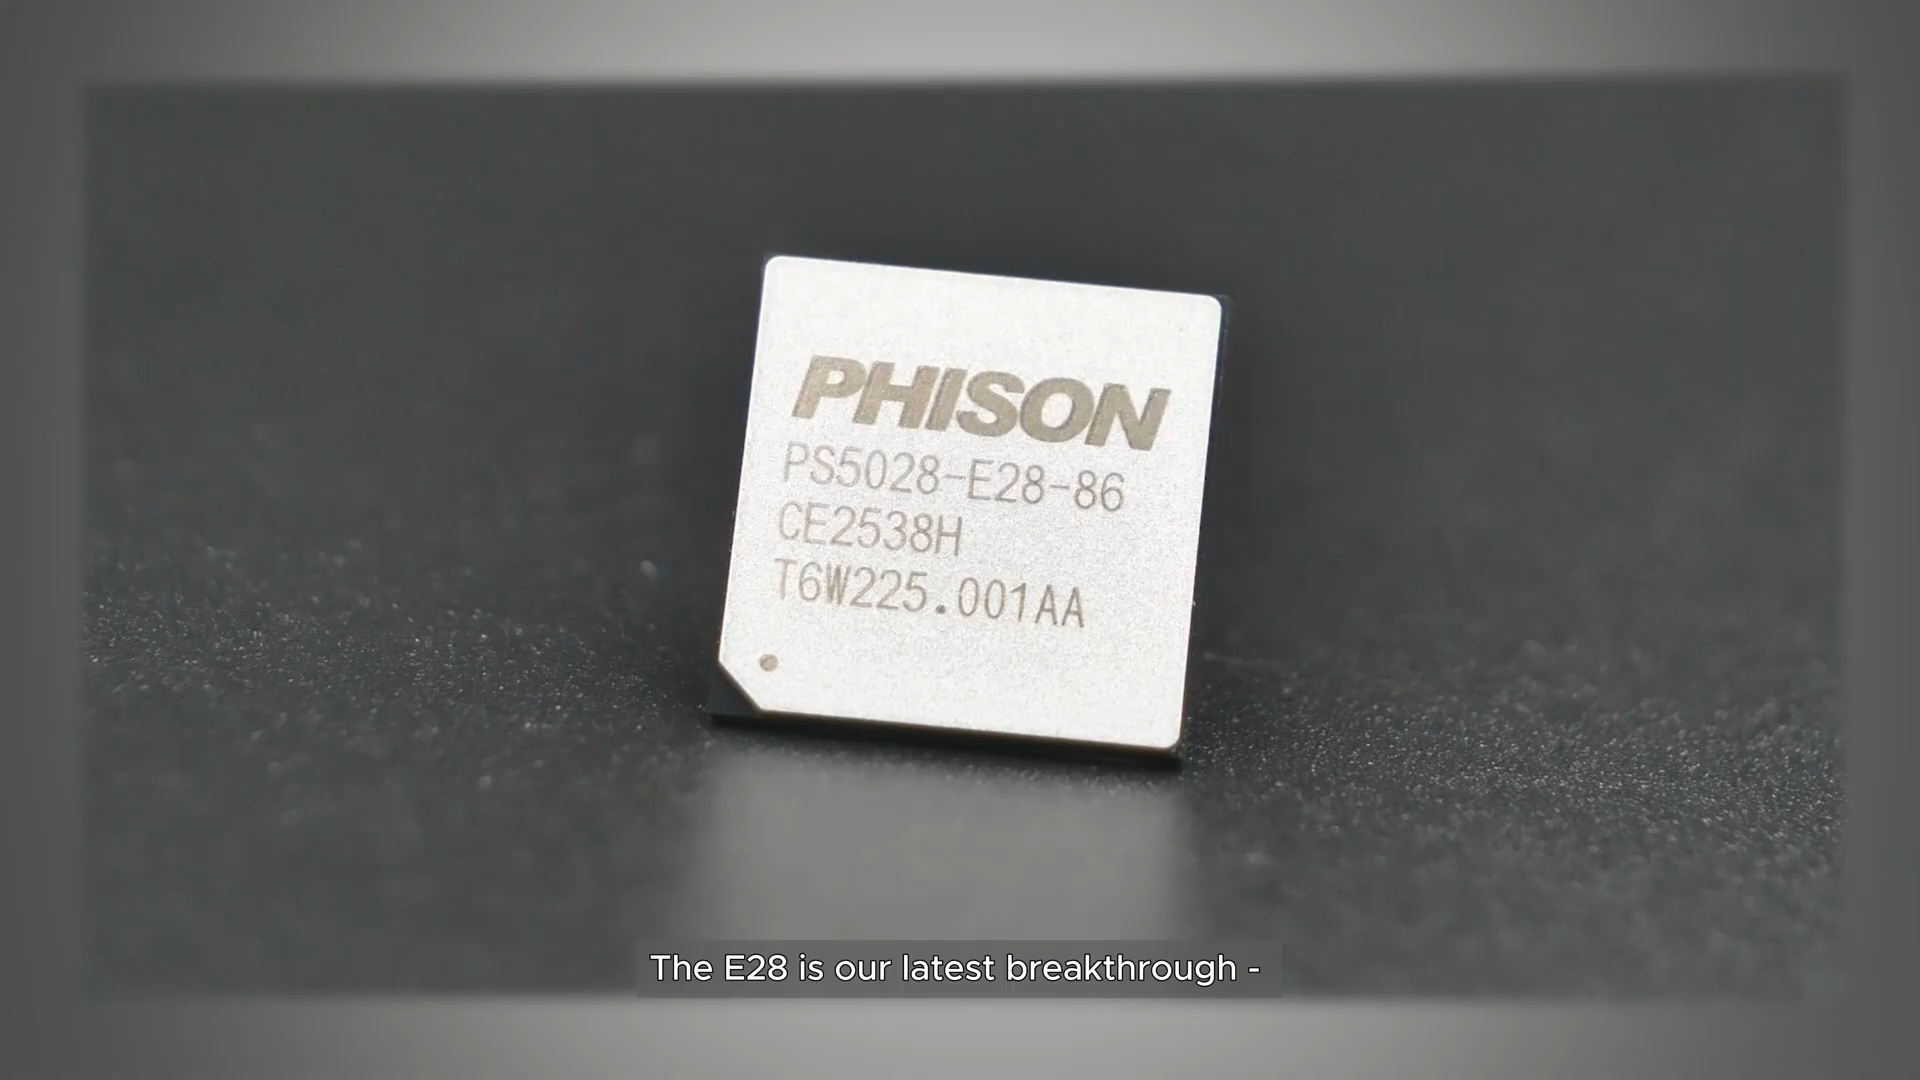 PHISON
PS5028-E28-86
CE2538H
T6W225.001AA
The E28 is our latest breakthrough -